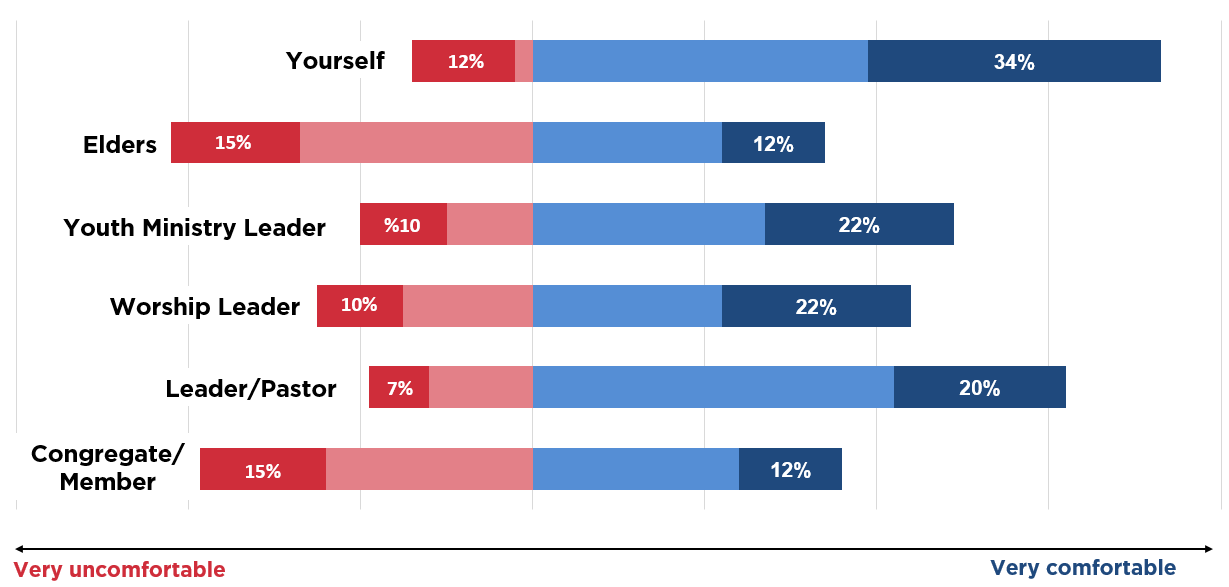 Yourself 12% 34%
Elders 15% 12%
Youth Ministry Leader %10 22%
Worship Leader 10% 22%
Leader/Pastor 7% 20%
Congregate/
Member 15% 12%
Very uncomfortable Very comfortable